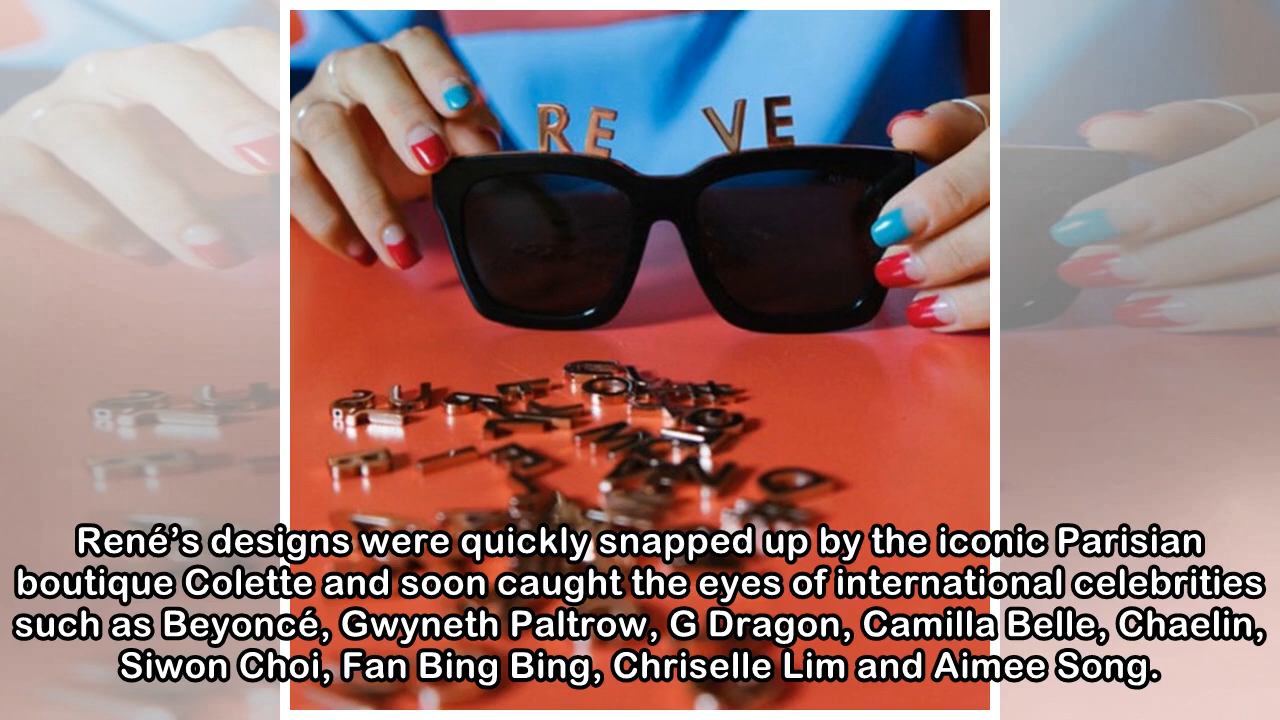 RE VE
René’s designs were quickly snapped up by the iconic Parisian
boutique Colette and soon caught the eyes of international celebrities
such as Beyoncé, Gwyneth Paltrow, G Dragon, Camilla Belle, Chaelin,
Siwon Choi, Fan Bing Bing, Chriselle Lim and Aimee Song.